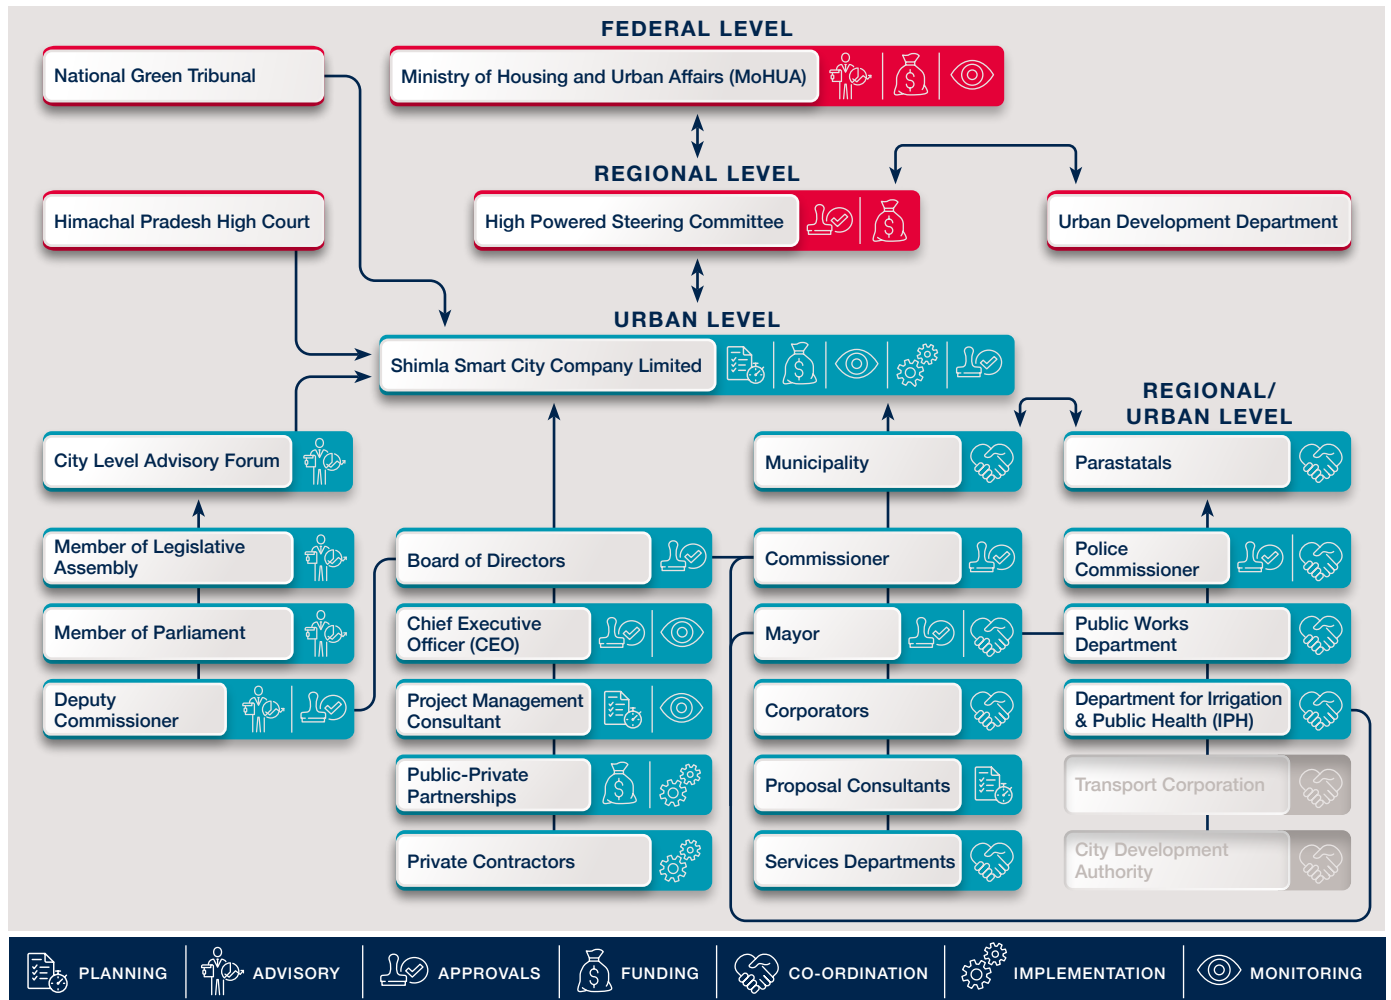 FEDERAL LEVEL
National Green Tribunal
Ministry of Housing and Urban Affairs (MoHUA)
REGIONAL LEVEL
Himachal Pradesh High Court
High Powered Steering Committee
Urban Development Department
URBAN LEVEL
Shimla Smart City Company Limited
REGIONAL/
URBAN LEVEL
City Level Advisory Forum
Member of Legislative
Assembly
Member of Parliament
Deputy
Commissioner
Board of Directors
Chief Executive
Officer (CEO)
Project Management
Consultant
Public-Private
Partnerships
Private Contractors
Municipality
Commissioner
Mayor
Corporators
Proposal Consultants
Services Departments
Parastatals
Police
Commissioner
Public Works
Department
Department for Irrigation
& Public Health (IPH)
Transport Corporation
City Development
Authority
PLANNING
ADVISORY
APPROVALS
FUNDING
CO-ORDINATION
IMPLEMENTATION
MONITORING